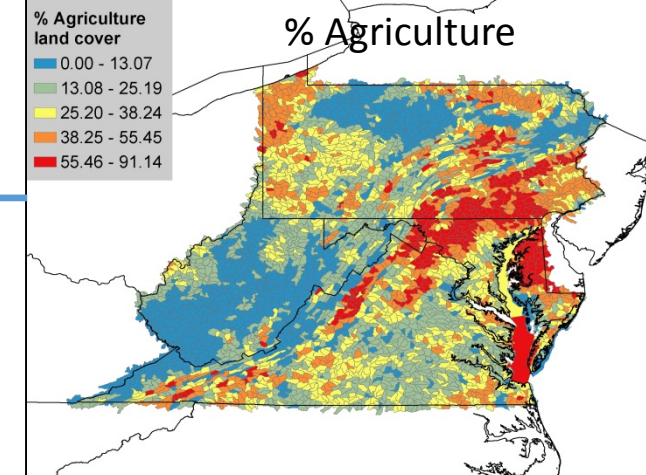 % Agriculture
% Agriculture
land cover
0.00 - 13.07
13.08 - 25.19
25.20 - 38.24
38.25 - 55.45
55.46 - 91.14